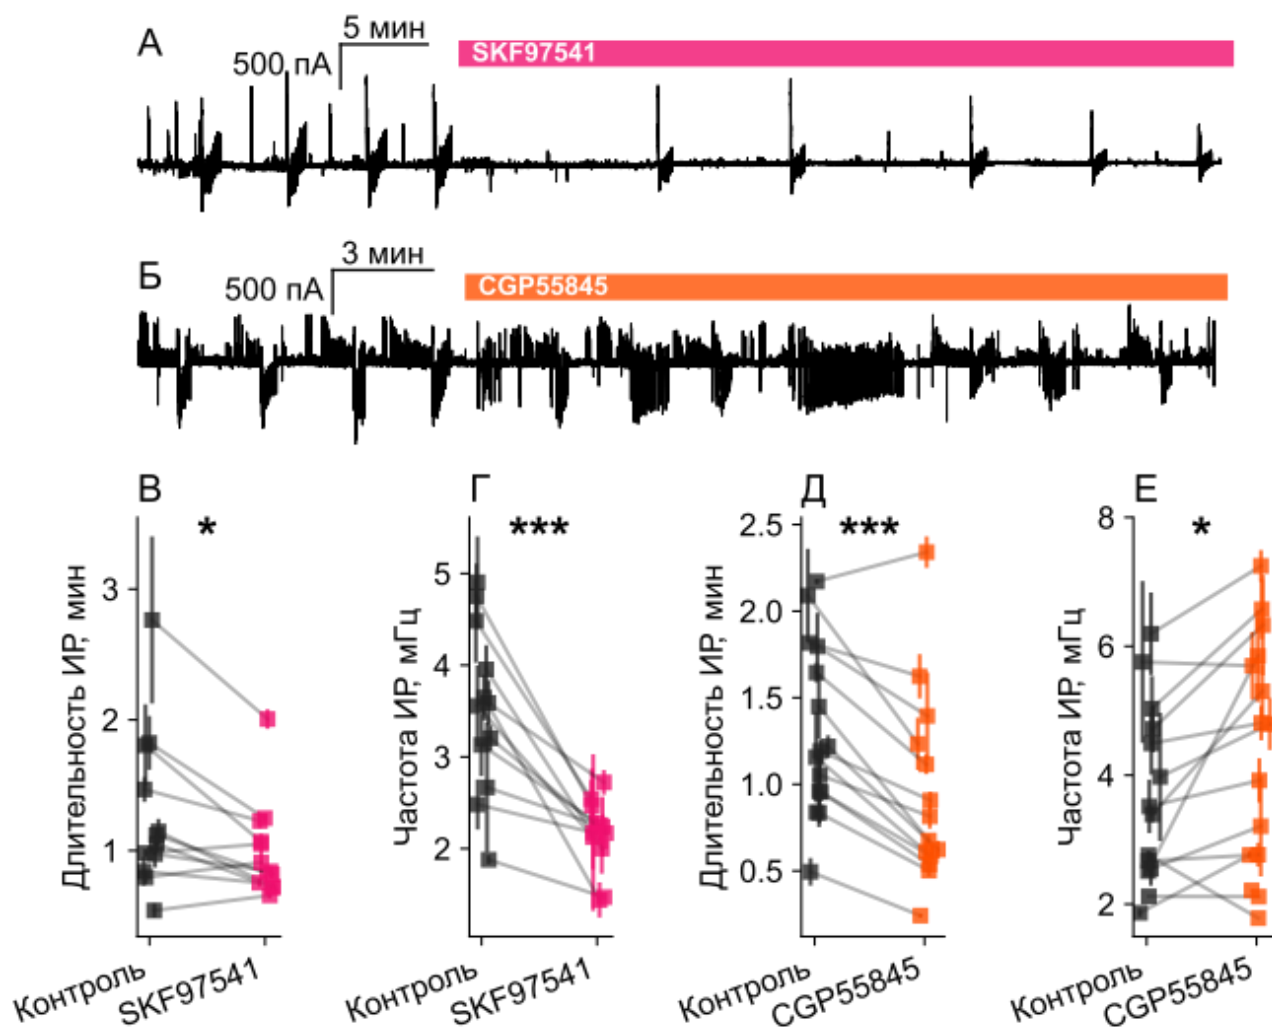 А
5 мин
500 пА
SKF97541
Б
3 мин
500 пА
CGP55845
В
*
Длительность ИР, мин
3
2
1
Контроль
SKF97541
Г
***
Частота ИР, мГц
5
4
3
2
Контроль
SKF97541
Д
***
Длительность ИР, мин
2.5
2.0
1.5
1.0
0.5
Контроль
CGP55845
Е
*
Частота ИР, мГц
8
6
4
2
Контроль
CGP55845